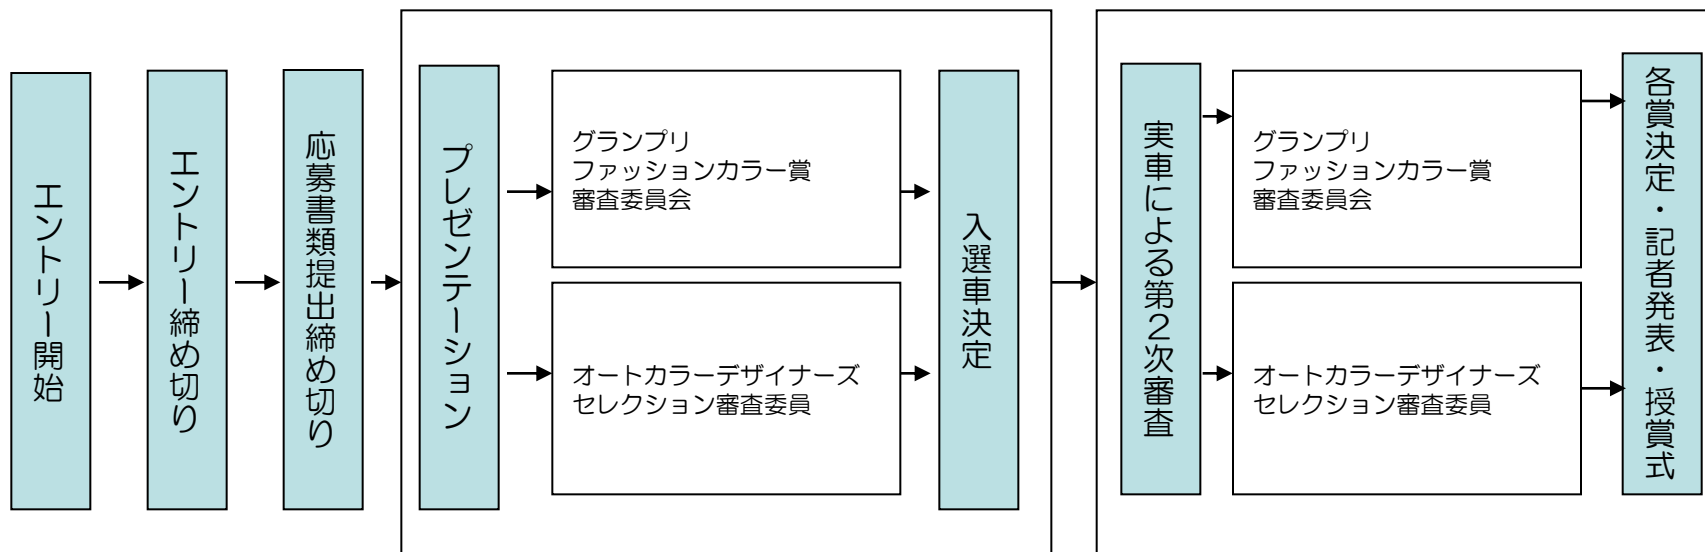 エントリー開始
エントリー締め切り
応募書類提出締め切り
プレゼンテーション
グランプリ
ファッションカラー賞
審査委員会
オートカラーデザイナーズ
セレクション審査委員
入選車決定
実車による第2次審査
グランプリ
ファッションカラー賞
審査委員会
オートカラーデザイナーズ
セレクション審査委員
各賞決定・記者発表・授賞式